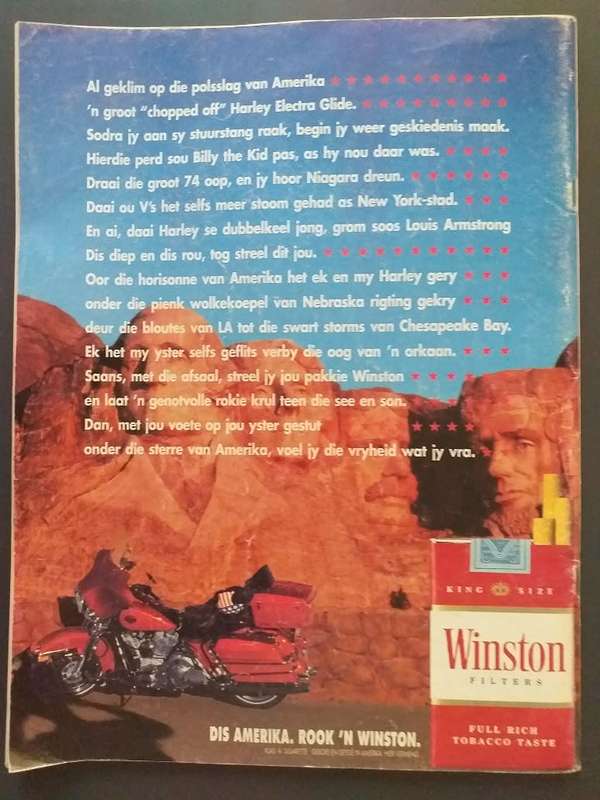 Al geklim op die polsslag van Amerika
'n groot "chopped off" Harley Electra Glide.
Sodra jy aan sy stuurstang raak, begin jy weer geskiedenis maak.
Hierdie perd sou Billy the Kid pas, as hy nou daar was.
Draai die groot 74 oop, en jy hoor Niagara dreun.
Daai ou V's het selfs meer stoom gehad as New York-stad.
En ai, daai Harley se dubbelkeel jong, grom soos Louis Armstrong
Dis diep en dis rou, tog streel dit jou.
Oor die horisonne van Amerika het ek en my Harley gery
onder die pienk wolkekoepel van Nebraska rigting gekry
deur die bloutes van LA tot die swart storms van Chesapeake Bay.
Ek het my yster selfs geflits verby die oog van 'n orkaan.
Saans, met die afsaal, streel jy jou pakkie Winston
en laat 'n genotvolle rokie krul teen die see en son.
Dan, met jou voete op jou yster gestut
onder die sterre van Amerika, voel jy die vryheid wat jy vra.
KING SIZE
Winston
FILTERS
FULL RICH
TOBACCO TASTE
DIS AMERIKA. ROOK 'N WINSTON.